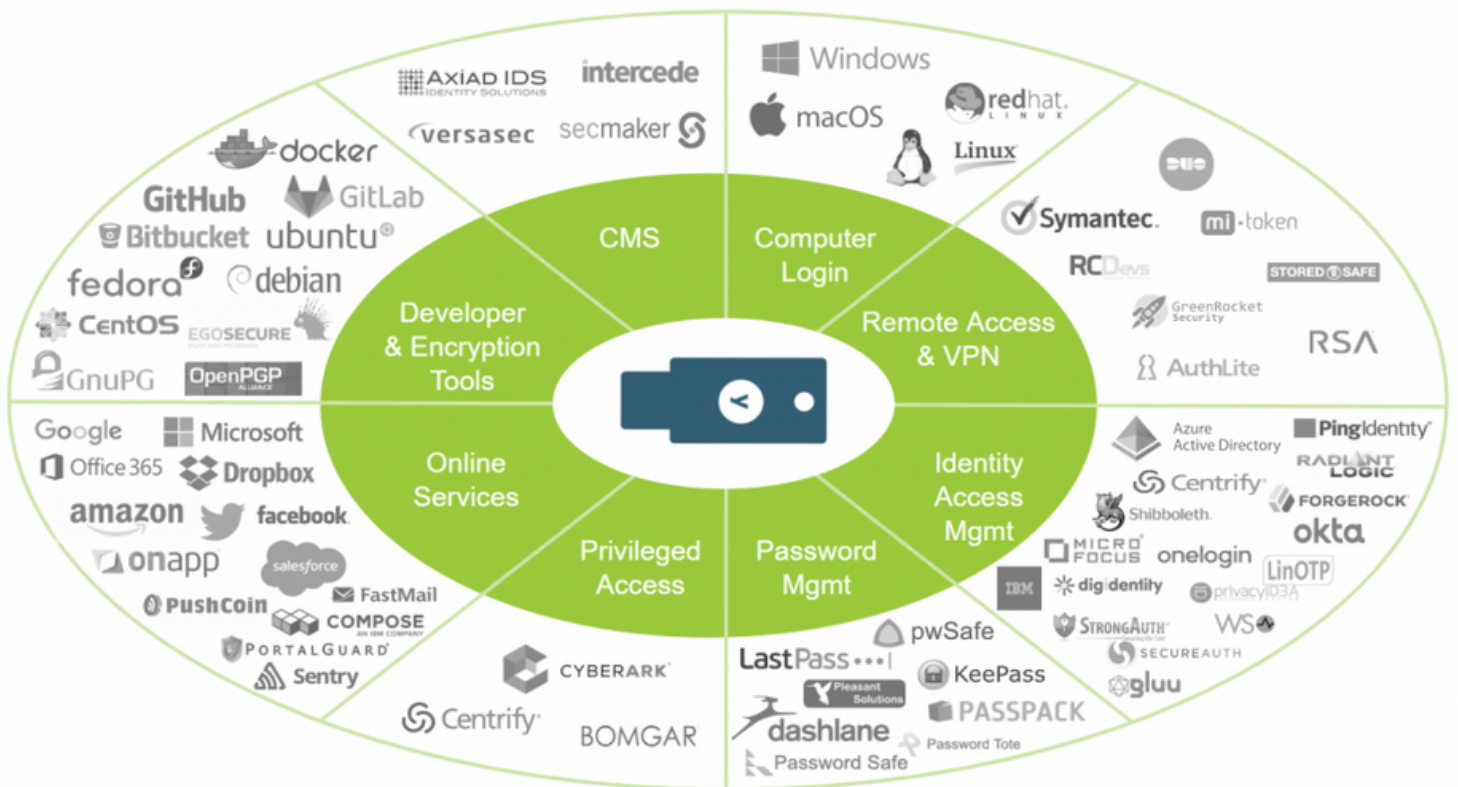 AXIAD IDS
IDENTITY SOLUTIONS
intercede
versasec
secmaker
Windows
macOS
redhat.
LINUX
Linux
docker
GitHub
GitLab
Bitbucket
ubuntu®
fedora
debian
CentOS
EGOSECURE
GnuPG
OpenPGP
ALLIANCE
DUO
Symantec.
mi-token
RCDevs
STORED SAFE
GreenRocket
Security
RSA
AuthLite
CMS
Computer
Login
Developer
& Encryption
Tools
Remote Access
& VPN
Online
Services
Identity
Access
Mgmt
Privileged
Access
Password
Mgmt
Y
Google
Microsoft
Office 365
Dropbox
amazon
facebook
onapp
salesforce
PushCoin
FastMail
COMPOSE
AN IBM COMPANY
PORTALGUARD
Sentry
Azure
Active Directory
PingIdentity®
RADIANT
LOGIC
Centrify
FORGEROCK
Shibboleth.
okta
MICRO
FOCUS
onelogin
LinOTP
IBM
digidentity
privacyID3A
STRONGAUTH
WSO
SECUREAUTH
gluu
CYBERARK
Centrify
BOMGAR
pwSafe
LastPass
KeePass
Pleasant
Solutions
PASSPACK
dashlane
Password Tote
Password Safe